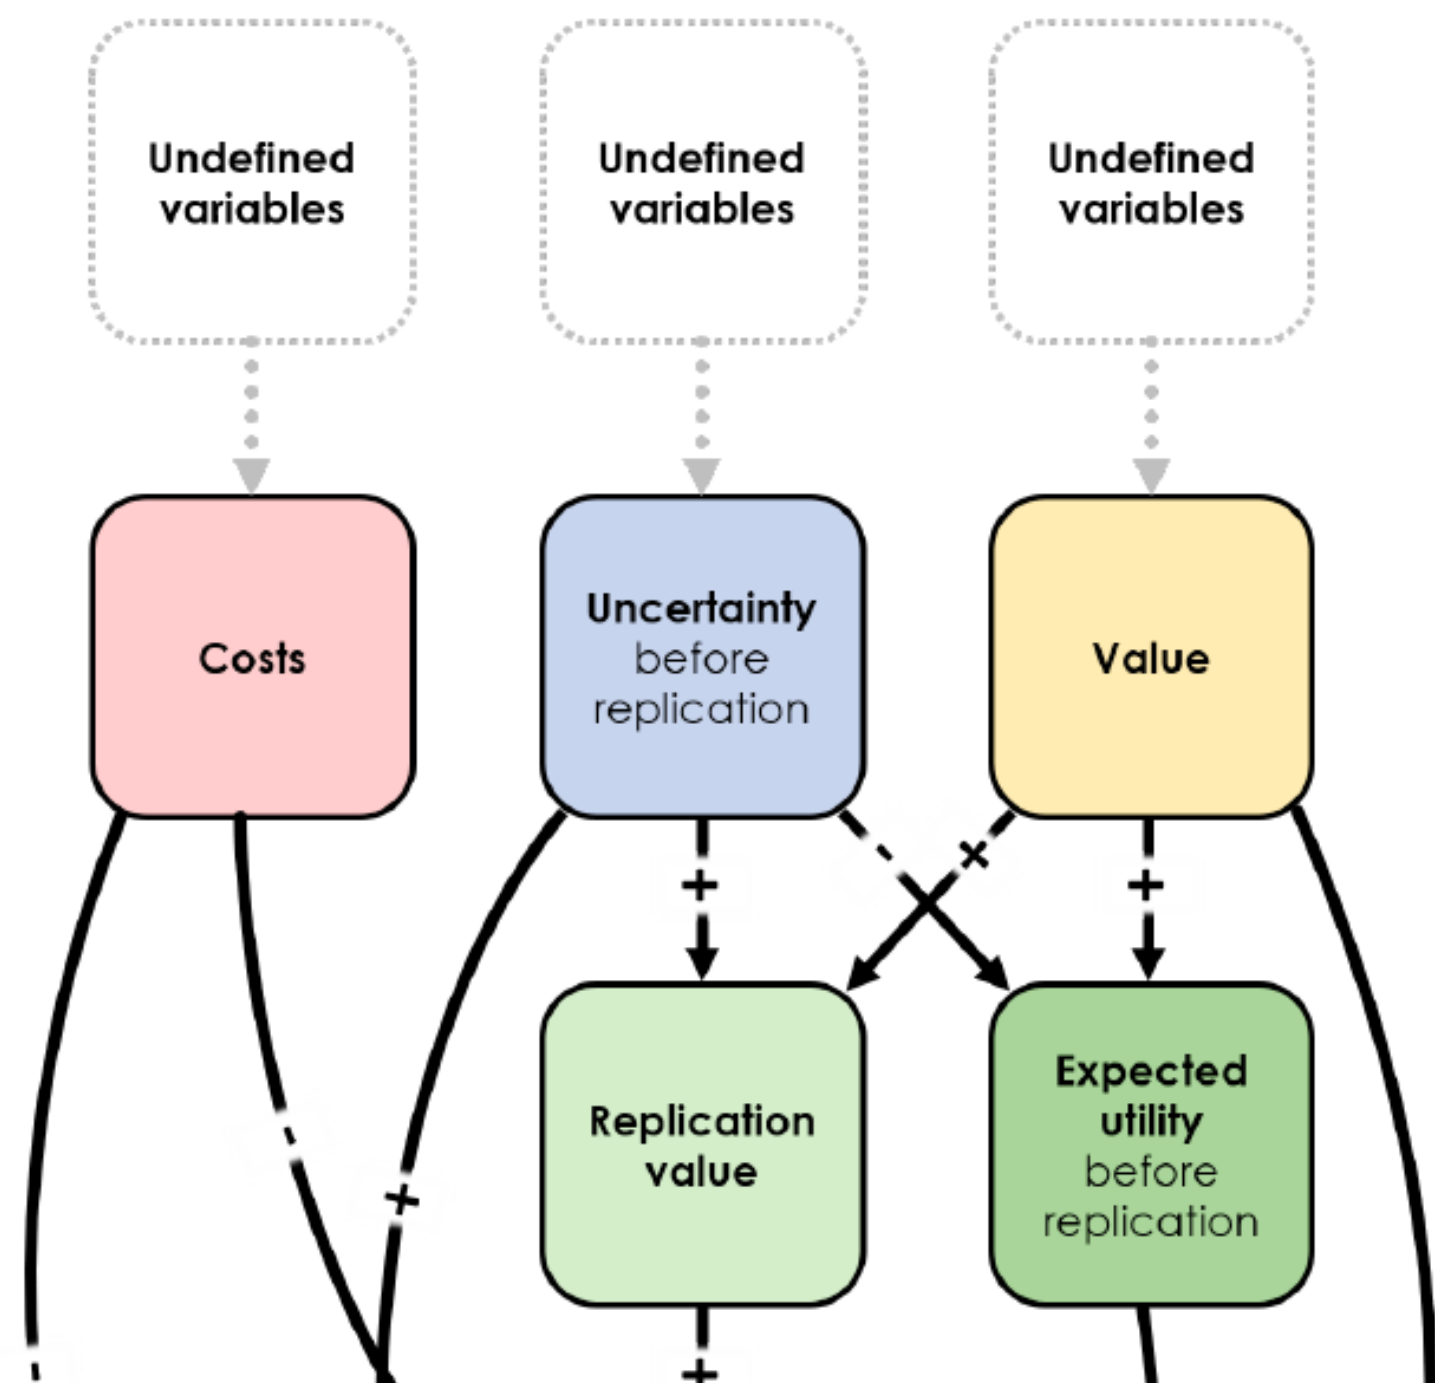 Undefined
variables
Undefined
variables
Undefined
variables
Costs
Uncertainty
before
replication
Value
-
+
+
+
-
+
Replication
value
Expected
utility
before
replication
-
+